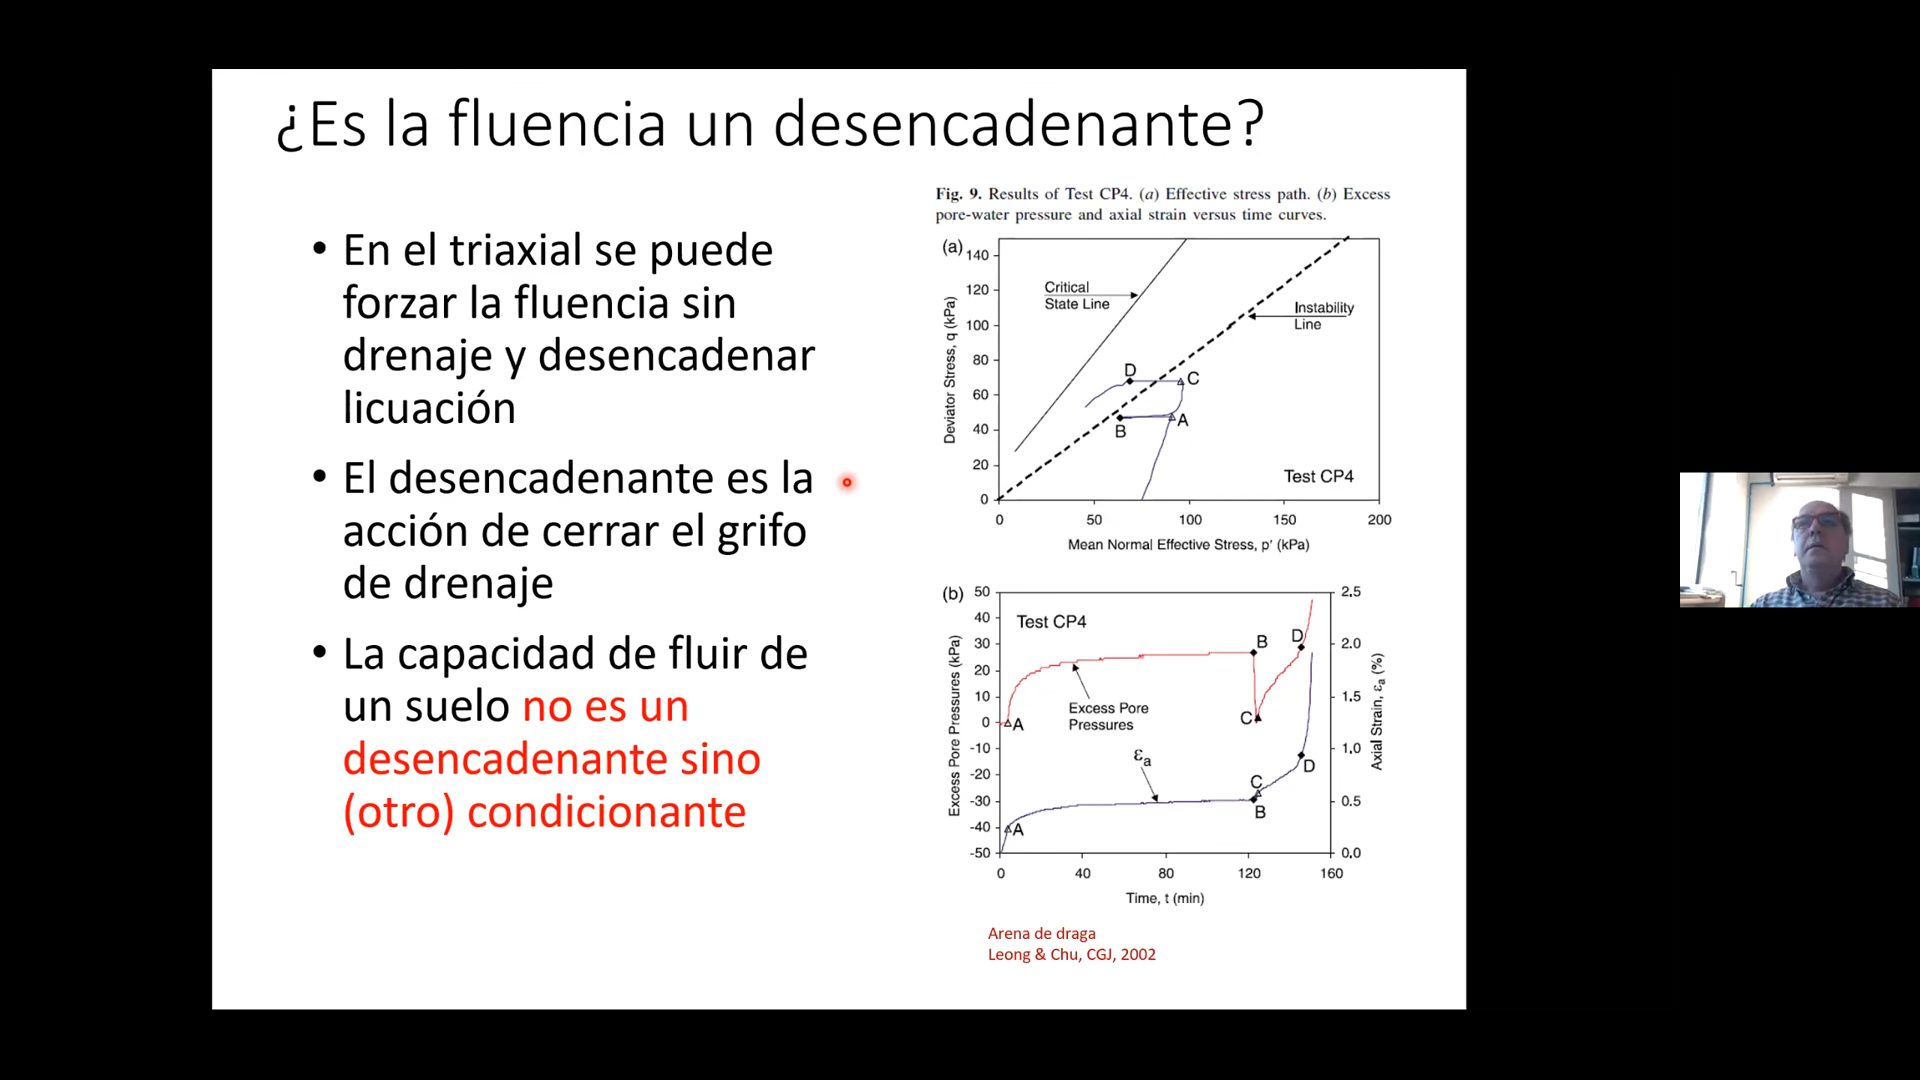 ¿Es la fluencia un desencadenante?
• En el triaxial se puede
forzar la fluencia sin
drenaje y desencadenar
licuación
• El desencadenante es la
acción de cerrar el grifo
de drenaje
• La capacidad de fluir de
un suelo no es un
desencadenante sino
(otro) condicionante
Fig. 9. Results of Test CP4. (a) Effective stress path. (b) Excess
pore-water pressure and axial strain versus time curves.
(a)
140
120
100
80
60
40
20
0
Deviator Stress, q (kPa)
Critical
State Line
Instability
Line
D
C
B
A
Test CP4
0 50 100 150 200
Mean Normal Effective Stress, p' (kPa)
(b)
50
40
30
20
10
0
-10
-20
-30
-40
-50
Excess Pore Pressures (kPa)
Test CP4
B
D
A
C
Excess Pore
Pressures
εa
A
C
B
D
2.5
2.0
1.5
1.0
0.5
0.0
Axial Strain, εa (%)
0 40 80 120 160
Time, t (min)
Arena de draga
Leong & Chu, CGJ, 2002